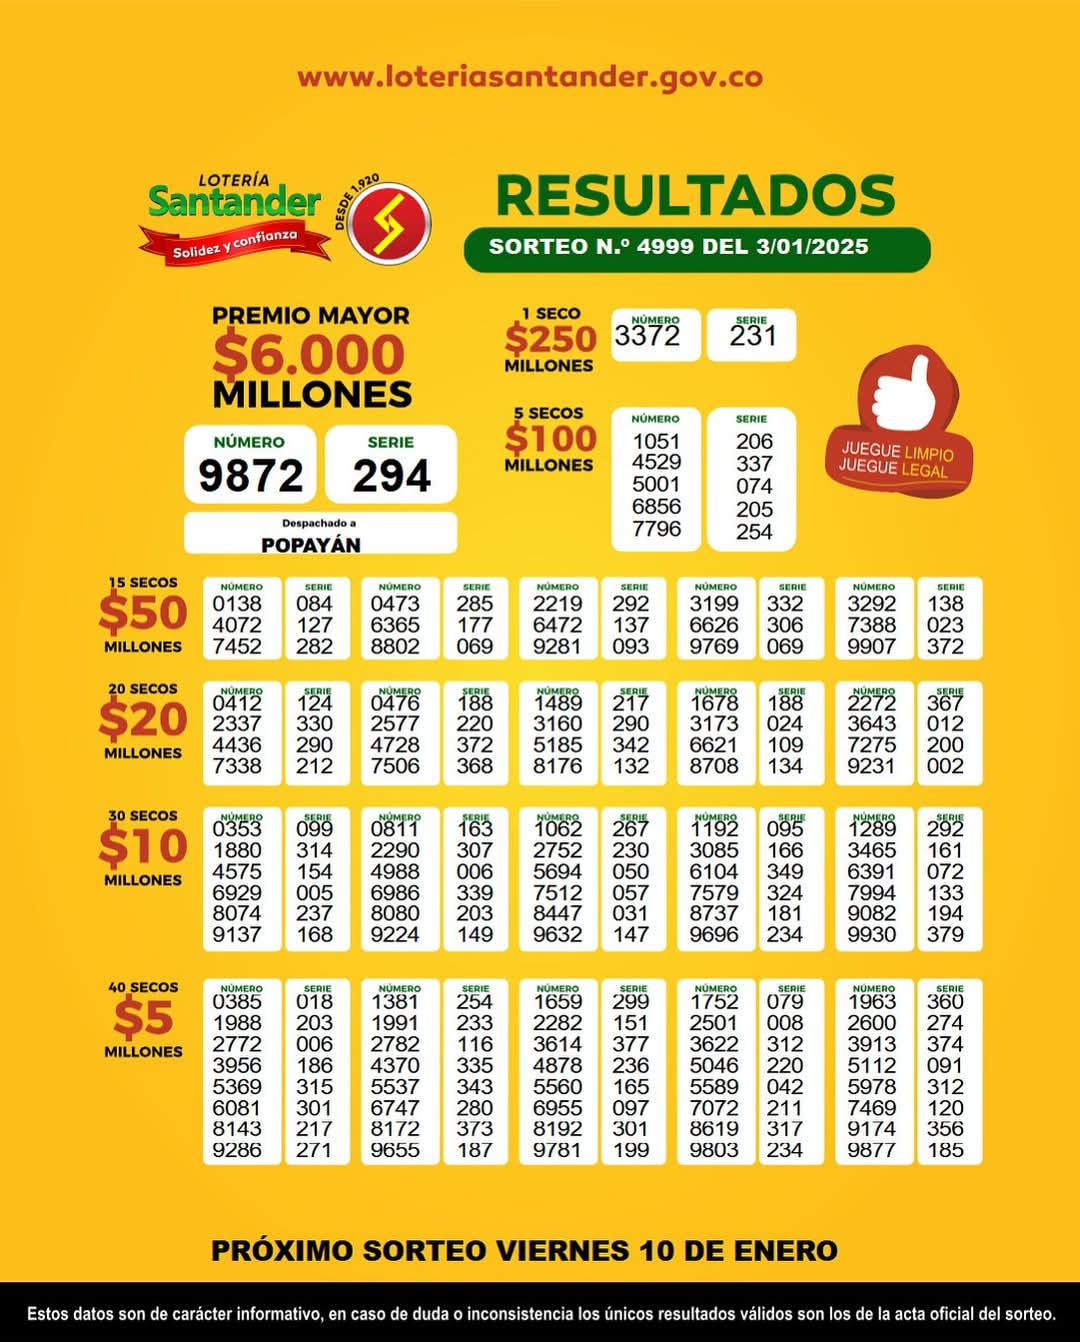 www.loteriasantander.gov.co
LOTERÍA
Santander
Solidez y confianza
DESDE 1.920
RESULTADOS
SORTEO N.º 4999 DEL 3/01/2025
PREMIO MAYOR
$6.000
MILLONES
NÚMERO SERIE
9872 294
Despachado a
POPAYÁN
1 SECO
$250
MILLONES
NÚMERO SERIE
3372 231
5 SECOS
$100
MILLONES
NÚMERO SERIE
1051 206
4529 337
5001 074
6856 205
7796 254
JUEGUE LIMPIO
JUEGUE LEGAL
15 SECOS
$50
MILLONES
NÚMERO SERIE NÚMERO SERIE NÚMERO SERIE NÚMERO SERIE NÚMERO SERIE
0138 084 0473 285 2219 292 3199 332 3292 138
4072 127 6365 177 6472 137 6626 306 7388 023
7452 282 8802 069 9281 093 9769 069 9907 372
20 SECOS
$20
MILLONES
NÚMERO SERIE NÚMERO SERIE NÚMERO SERIE NÚMERO SERIE NÚMERO SERIE
0412 124 0476 188 1489 217 1678 188 2272 367
2337 330 2577 220 3160 290 3173 024 3643 012
4436 290 4728 372 5185 342 6621 109 7275 200
7338 212 7506 368 8176 132 8708 134 9231 002
30 SECOS
$10
MILLONES
NÚMERO SERIE NÚMERO SERIE NÚMERO SERIE NÚMERO SERIE NÚMERO SERIE
0353 099 0811 163 1062 267 1192 095 1289 292
1880 314 2290 307 2752 230 3085 166 3465 161
4575 154 4988 006 5694 050 6104 349 6391 072
6929 005 6986 339 7512 057 7579 324 7994 133
8074 237 8080 203 8447 031 8737 181 9082 194
9137 168 9224 149 9632 147 9696 234 9930 379
40 SECOS
$5
MILLONES
NÚMERO SERIE NÚMERO SERIE NÚMERO SERIE NÚMERO SERIE NÚMERO SERIE
0385 018 1381 254 1659 299 1752 079 1963 360
1988 203 1991 233 2282 151 2501 008 2600 274
2772 006 2782 116 3614 377 3622 312 3913 374
3956 186 4370 335 4878 236 5046 220 5112 091
5369 315 5537 343 5560 165 5589 042 5978 312
6081 301 6747 280 6955 097 7072 211 7469 120
8143 217 8172 373 8192 301 8619 317 9174 356
9286 271 9655 187 9781 199 9803 234 9877 185
PRÓXIMO SORTEO VIERNES 10 DE ENERO
Estos datos son de carácter informativo, en caso de duda o inconsistencia los únicos resultados válidos son los de la acta oficial del sorteo.